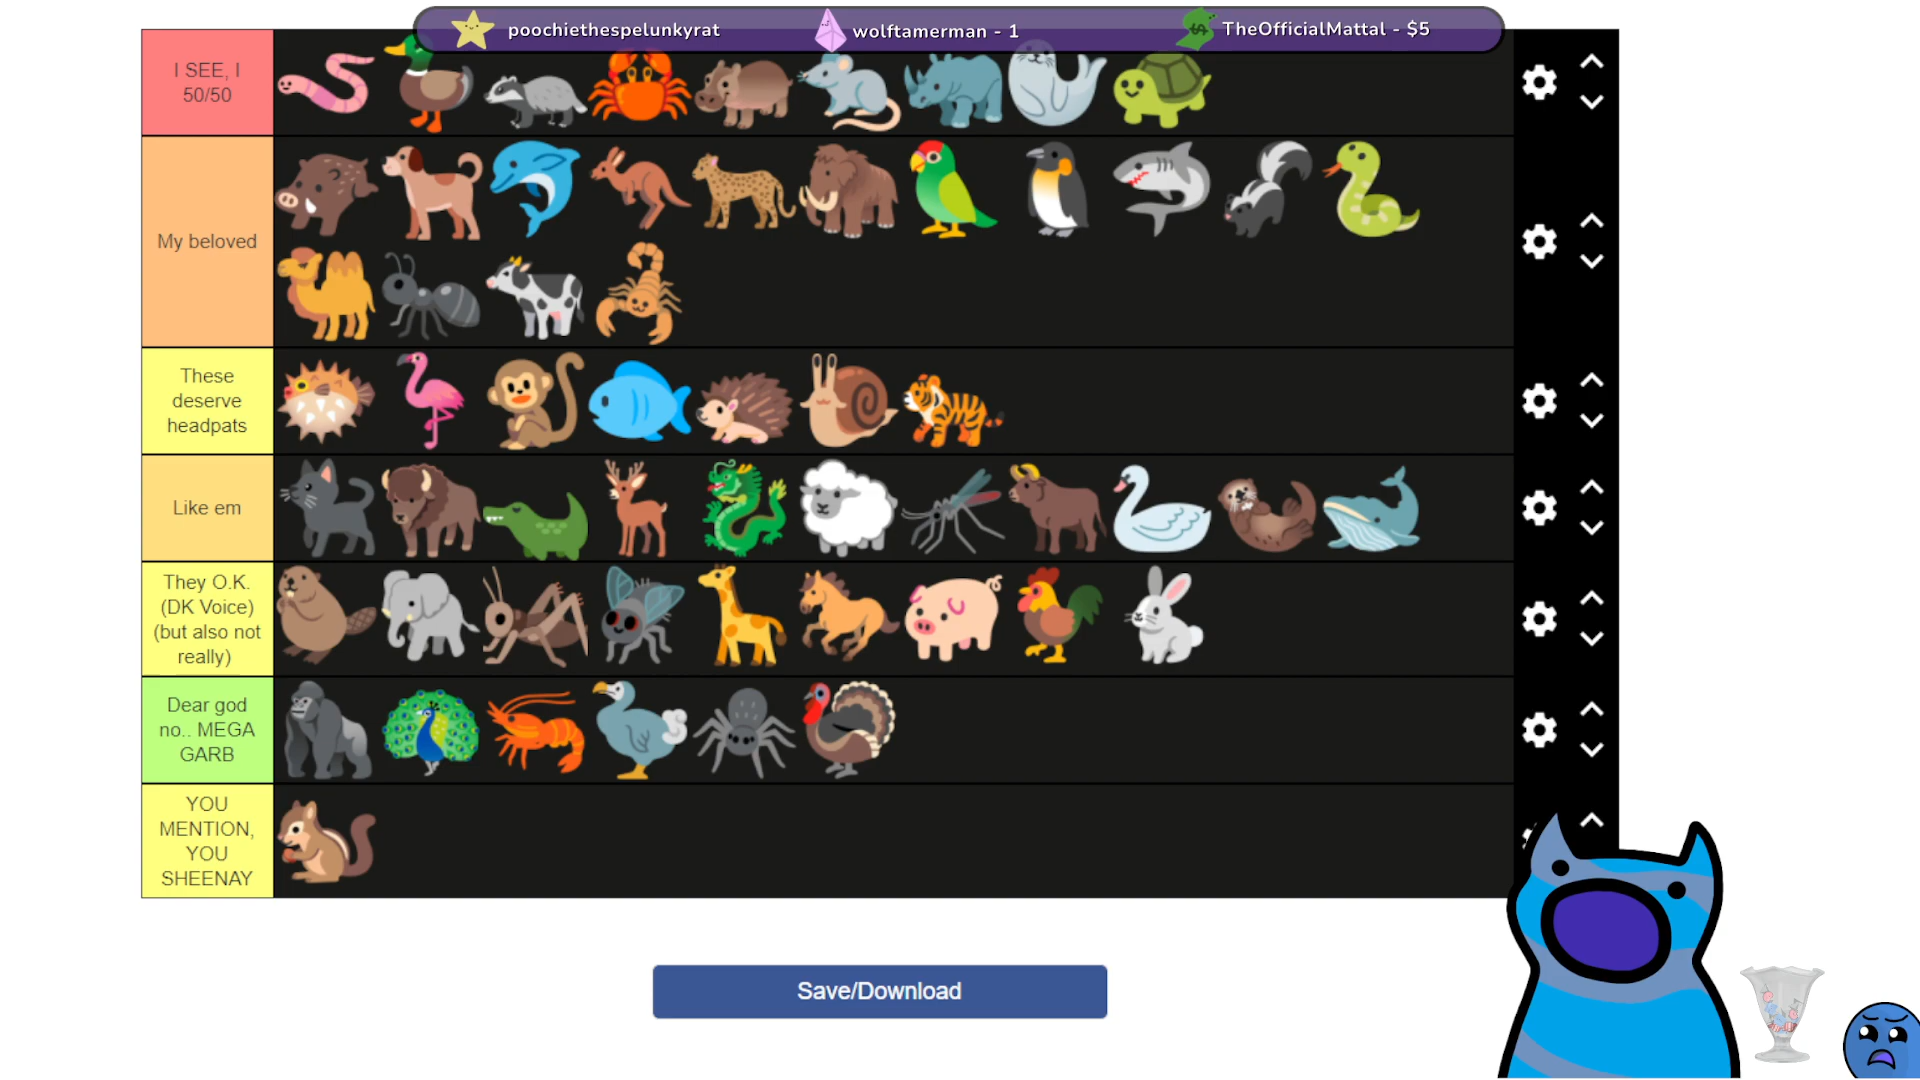 poochiethespelunkyrat
wolftamerman - 1
TheOfficialMattal - $5
I SEE, I
50/50
My beloved
These
deserve
headpats
Like em
They O.K.
(DK Voice)
(but also not
really)
Dear god
no.. MEGA
GARB
YOU
MENTION,
YOU
SHEENAY
Save/Download